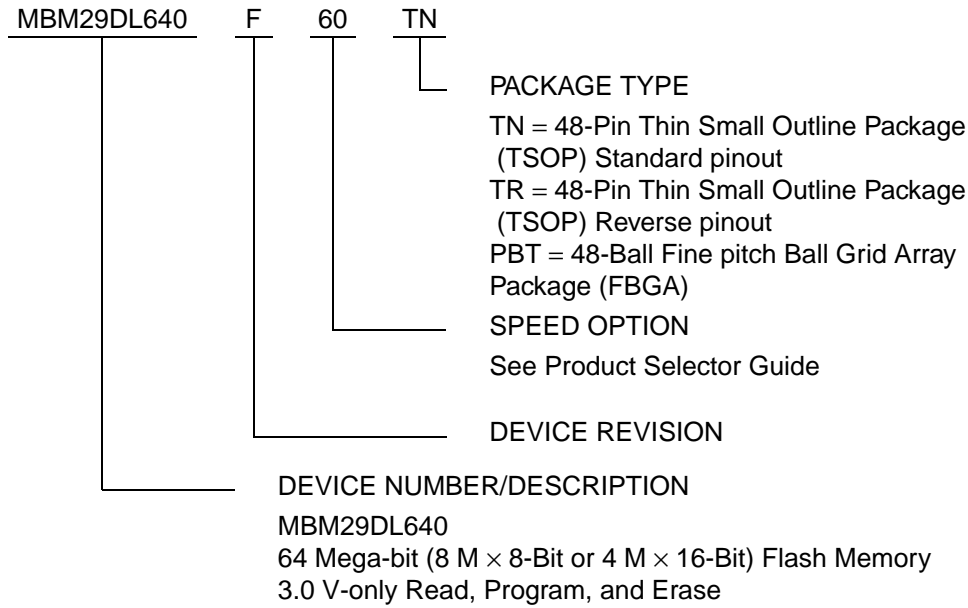 MBM29DL640 F 60 TN
PACKAGE TYPE
TN = 48-Pin Thin Small Outline Package
(TSOP) Standard pinout
TR = 48-Pin Thin Small Outline Package
(TSOP) Reverse pinout
PBT = 48-Ball Fine pitch Ball Grid Array
Package (FBGA)
SPEED OPTION
See Product Selector Guide
DEVICE REVISION
DEVICE NUMBER/DESCRIPTION
MBM29DL640
64 Mega-bit (8 M × 8-Bit or 4 M × 16-Bit) Flash Memory
3.0 V-only Read, Program, and Erase